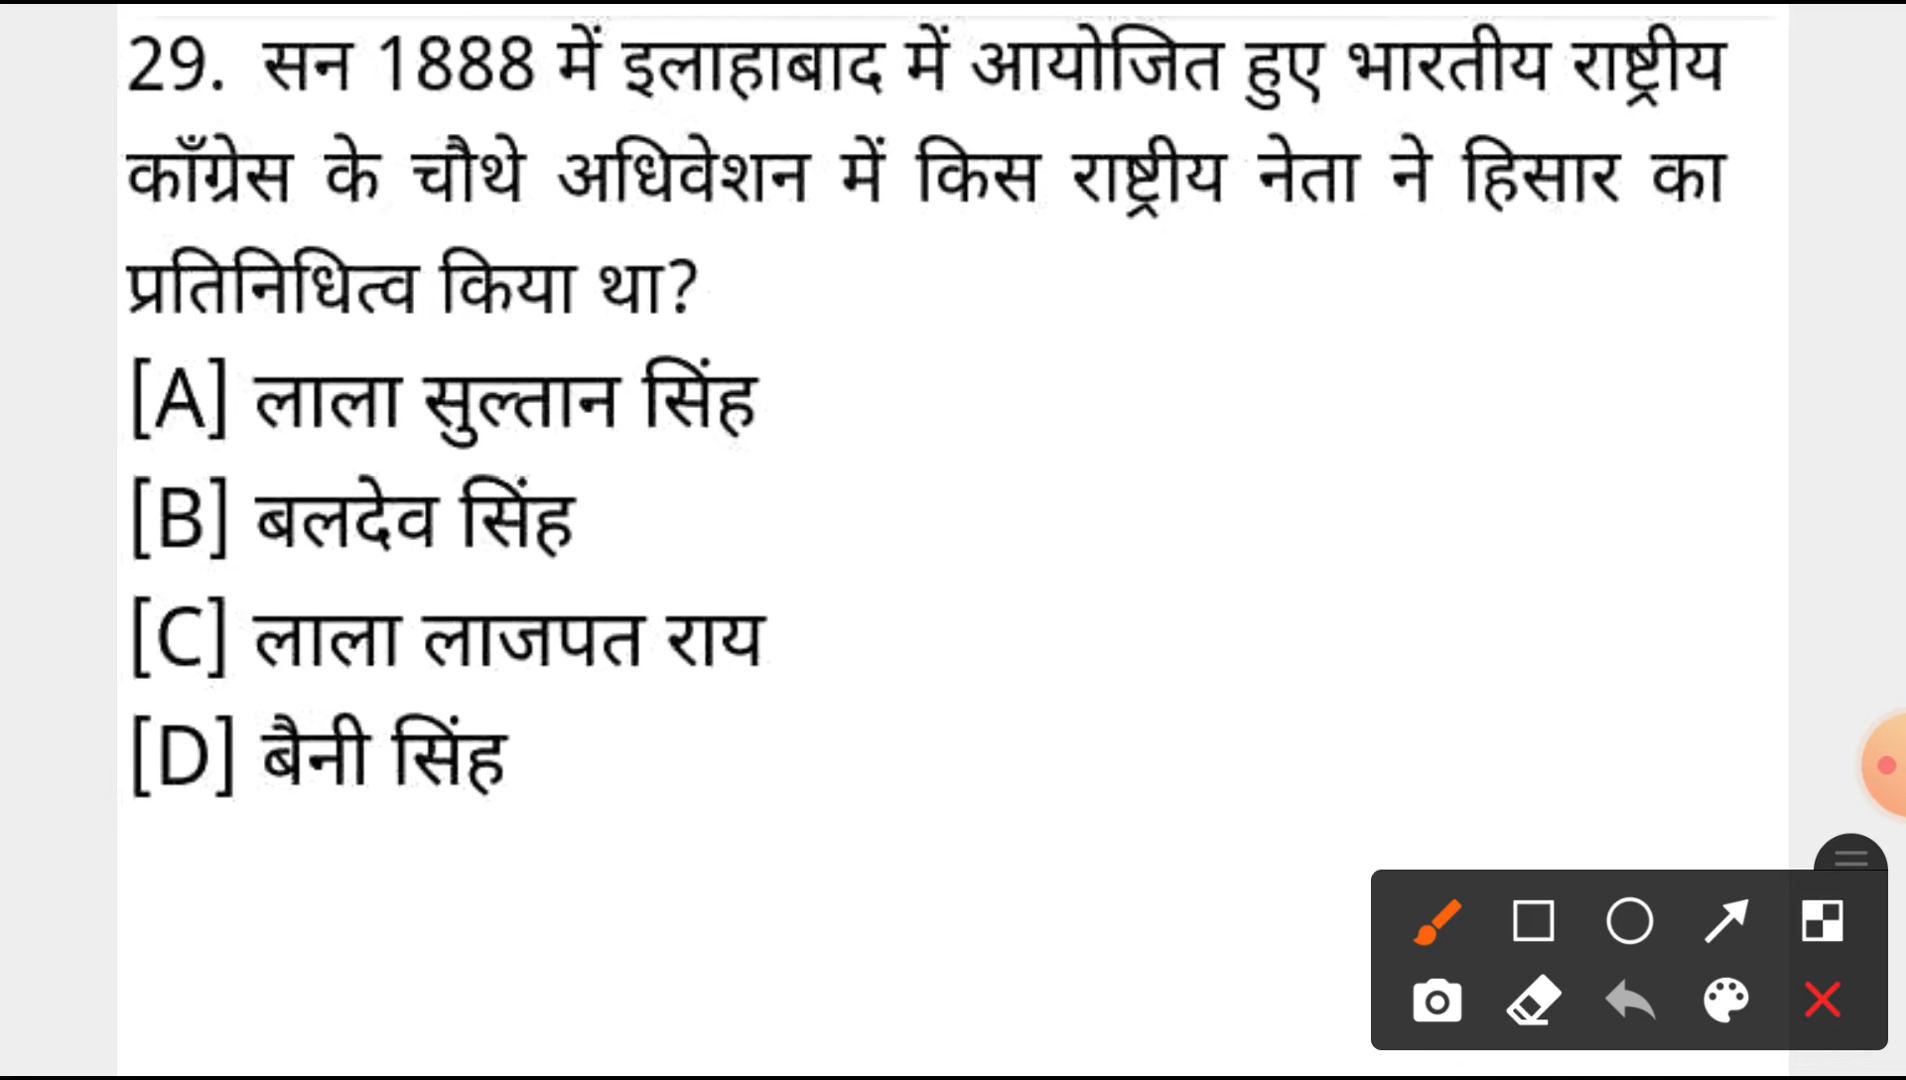 29. सन 1888 में इलाहाबाद में आयोजित हुए भारतीय राष्ट्रीय
काँग्रेस के चौथे अधिवेशन में किस राष्ट्रीय नेता ने हिसार का
प्रतिनिधित्व किया था?
[A] लाला सुल्तान सिंह
[B] बलदेव सिंह
[C] लाला लाजपत राय
[D] बैनी सिंह